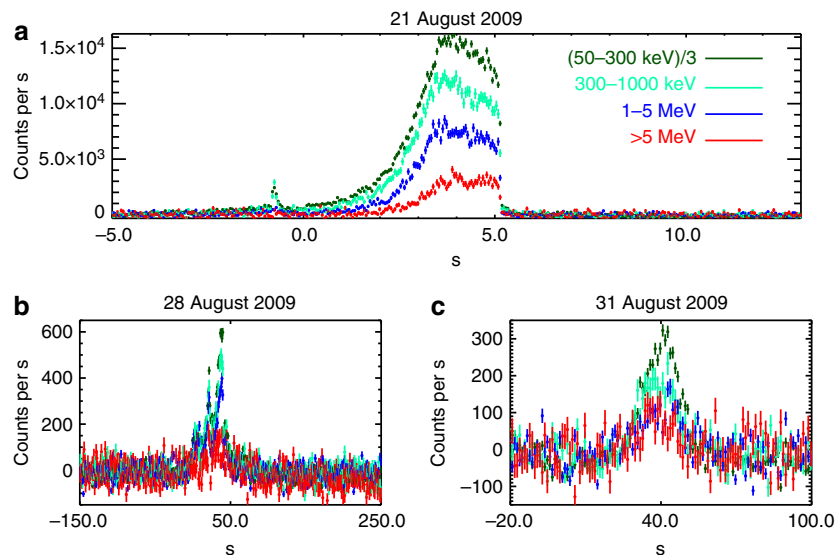 21 August 2009
a
1.5×10⁴
1.0×10⁴
5.0×10³
0
Counts per s
(50–300 keV)/3
300–1000 keV
1–5 MeV
>5 MeV
–5.0 0.0 5.0 10.0
s
b
28 August 2009
600
400
200
0
Counts per s
–150.0 50.0 250.0
s
c
31 August 2009
300
200
100
0
–100
Counts per s
–20.0 40.0 100.0
s